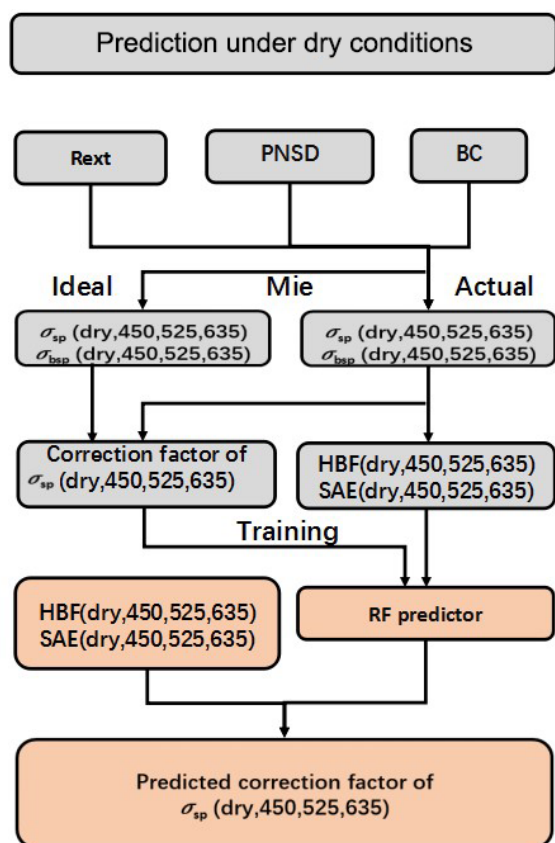 Prediction under dry conditions
Rext
PNSD
BC
Ideal
Mie
Actual
σsp (dry,450,525,635)
σbsp (dry,450,525,635)
σsp (dry,450,525,635)
σbsp (dry,450,525,635)
Correction factor of
σsp (dry,450,525,635)
HBF(dry,450,525,635)
SAE(dry,450,525,635)
Training
HBF(dry,450,525,635)
SAE(dry,450,525,635)
RF predictor
Predicted correction factor of
σsp (dry,450,525,635)